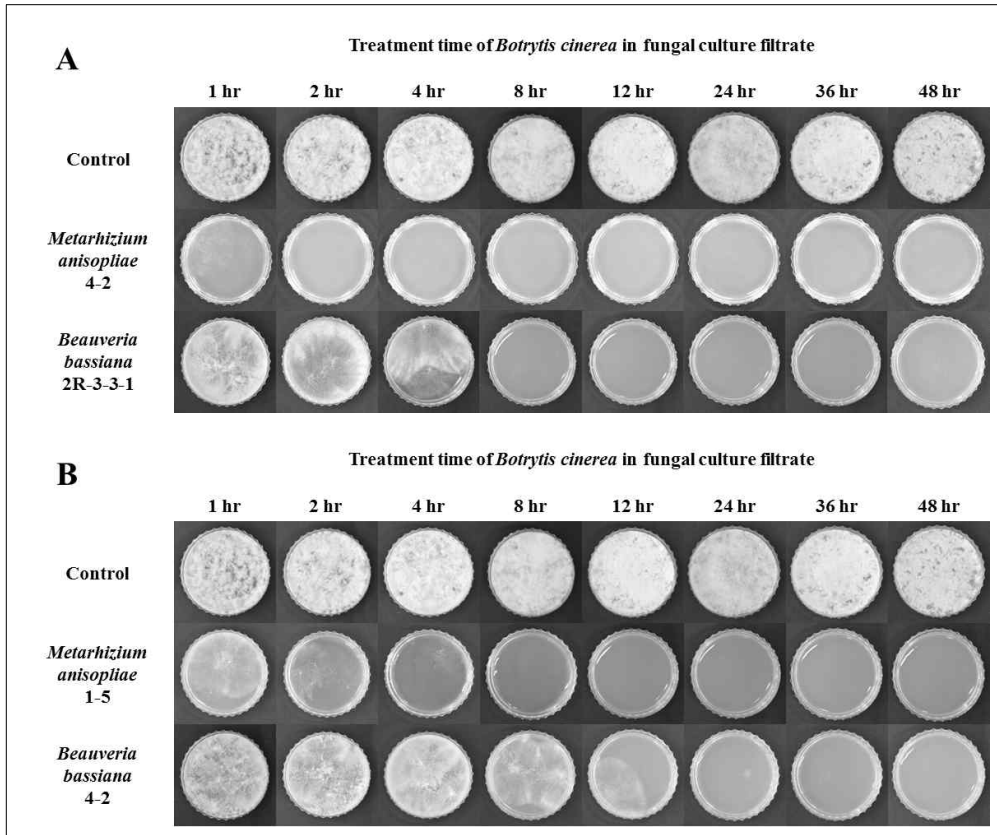 A
Treatment time of Botrytis cinerea in fungal culture filtrate
1 hr 2 hr 4 hr 8 hr 12 hr 24 hr 36 hr 48 hr
Control
Metarhizium
anisopliae
4-2
Beauveria
bassiana
2R-3-3-1
B
Treatment time of Botrytis cinerea in fungal culture filtrate
1 hr 2 hr 4 hr 8 hr 12 hr 24 hr 36 hr 48 hr
Control
Metarhizium
anisopliae
1-5
Beauveria
bassiana
4-2